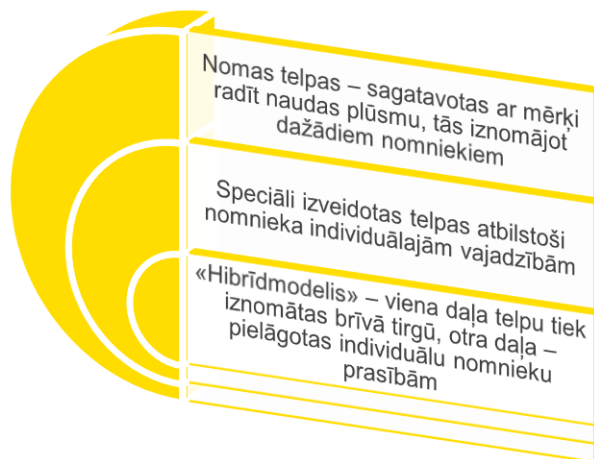 Nomas telpas – sagatavotas ar mērķi
radīt naudas plūsmu, tās iznomājot
dažādiem nomniekiem
Speciāli izveidotas telpas atbilstoši
nomnieka individuālajām vajadzībām
«Hibrīdmodelis» – viena daļa telpu tiek
iznomātas brīvā tirgū, otra daļa –
pielāgotas individuālu nomnieku
prasībām